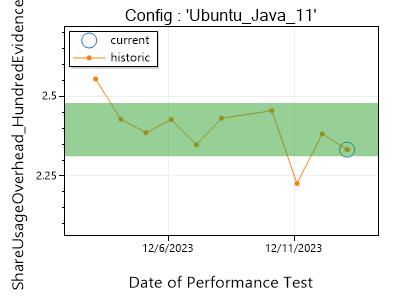 Config : 'Ubuntu_Java_11'
current
historic
ShareUsageOverhead_HundredEvidence
2.5
2.25
12/6/2023
12/11/2023
Date of Performance Test